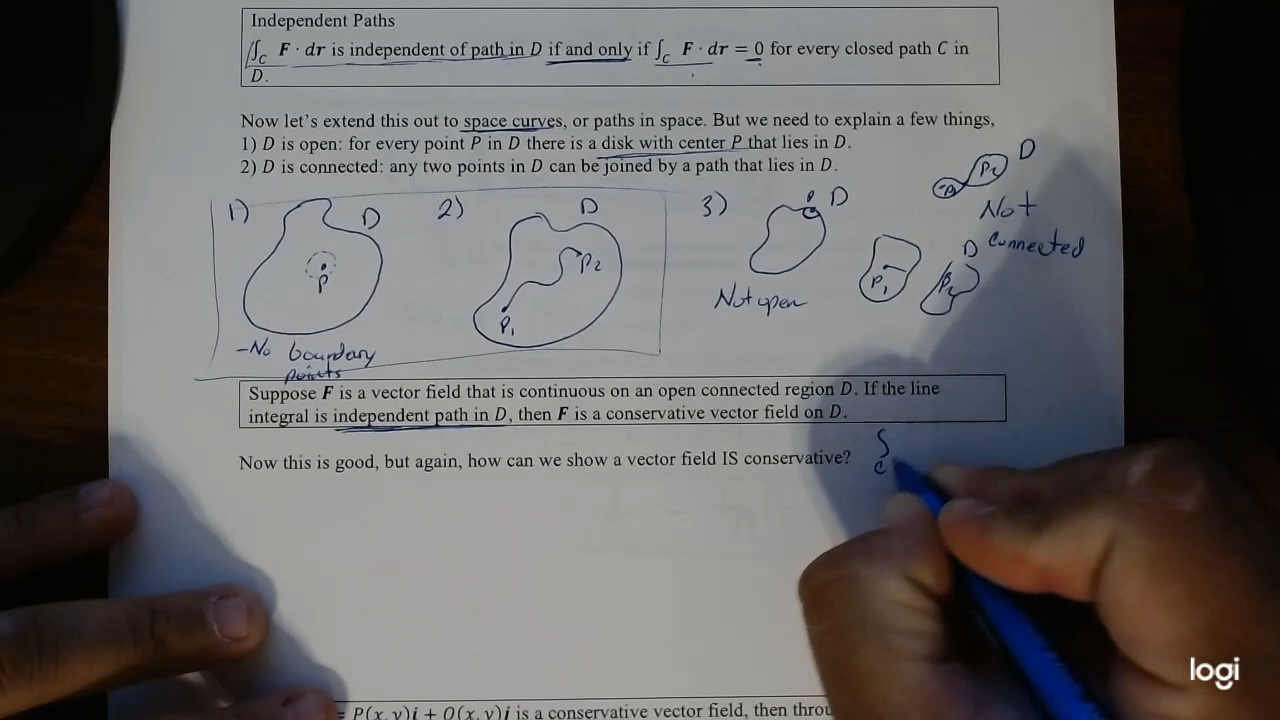 Independent Paths
∫C F · dr is independent of path in D if and only if ∫C F · dr = 0 for every closed path C in
D.
Now let's extend this out to space curves, or paths in space. But we need to explain a few things,
1) D is open: for every point P in D there is a disk with center P that lies in D.
2) D is connected: any two points in D can be joined by a path that lies in D.
1) D
P
-No boundary
points
2) D
P1 P2
3) P D
Not open
P2 D
Not
Connected
D
P1 P2
Suppose F is a vector field that is continuous on an open connected region D. If the line
integral is independent path in D, then F is a conservative vector field on D.
Now this is good, but again, how can we show a vector field IS conservative? ∫C
= P(x, y)i + Q(x, y)j is a conservative vector field, then
logi